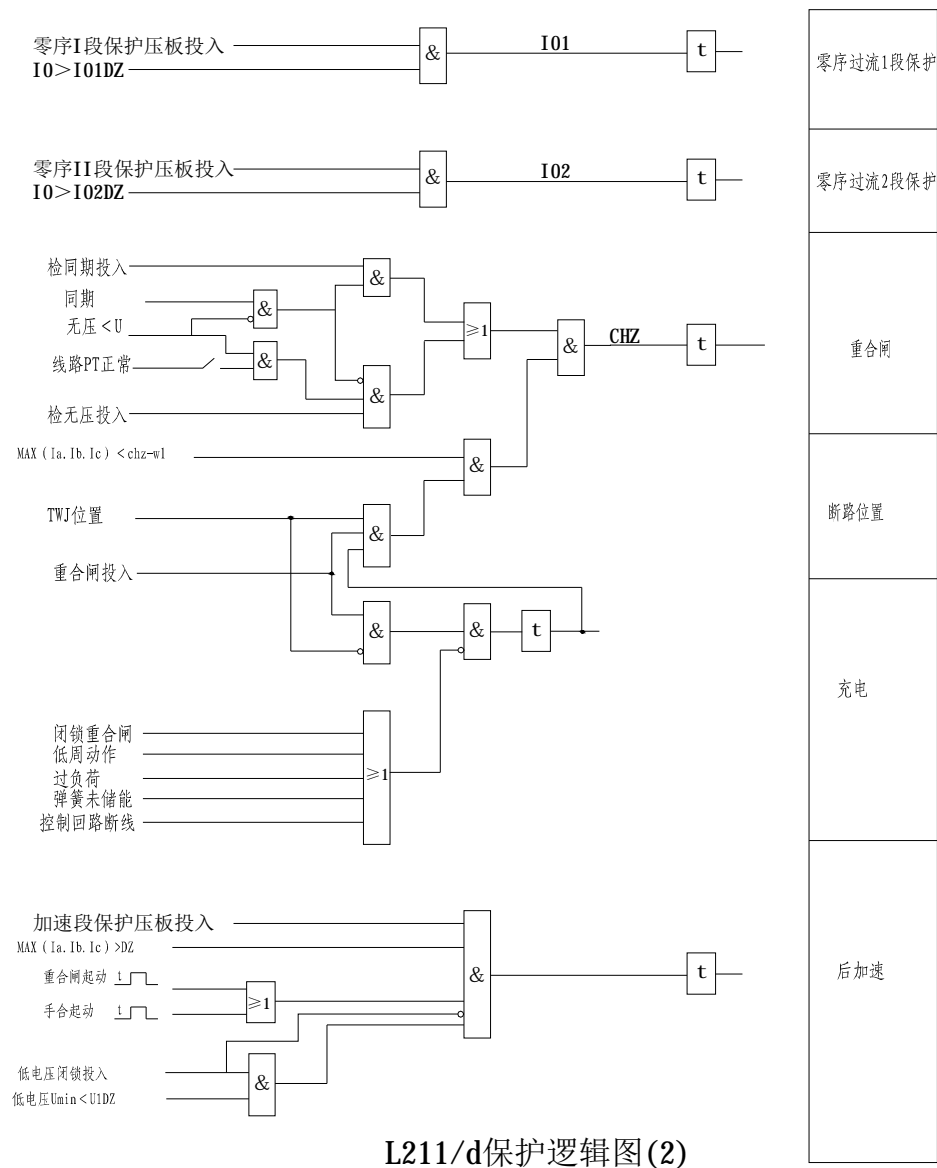 零序I段保护压板投入
I0＞I01DZ
&
I01
t
零序过流1段保护
零序II段保护压板投入
I0＞I02DZ
&
I02
t
零序过流2段保护
检同期投入
同期
无压＜U
线路PT正常
检无压投入
&
&
&
&
≥1
&
CHZ
t
重合闸
MAX (Ia.Ib.Ic) ＜chz-wl
&
TWJ位置
&
重合闸投入
断路位置
&
&
t
充电
闭锁重合闸
低周动作
过负荷
弹簧未储能
控制回路断线
≥1
加速段保护压板投入
MAX (Ia.Ib.Ic) >DZ
重合闸起动 t
手合起动 t
≥1
&
t
后加速
低电压闭锁投入
低电压Umin＜U1DZ
&
L211/d保护逻辑图(2)